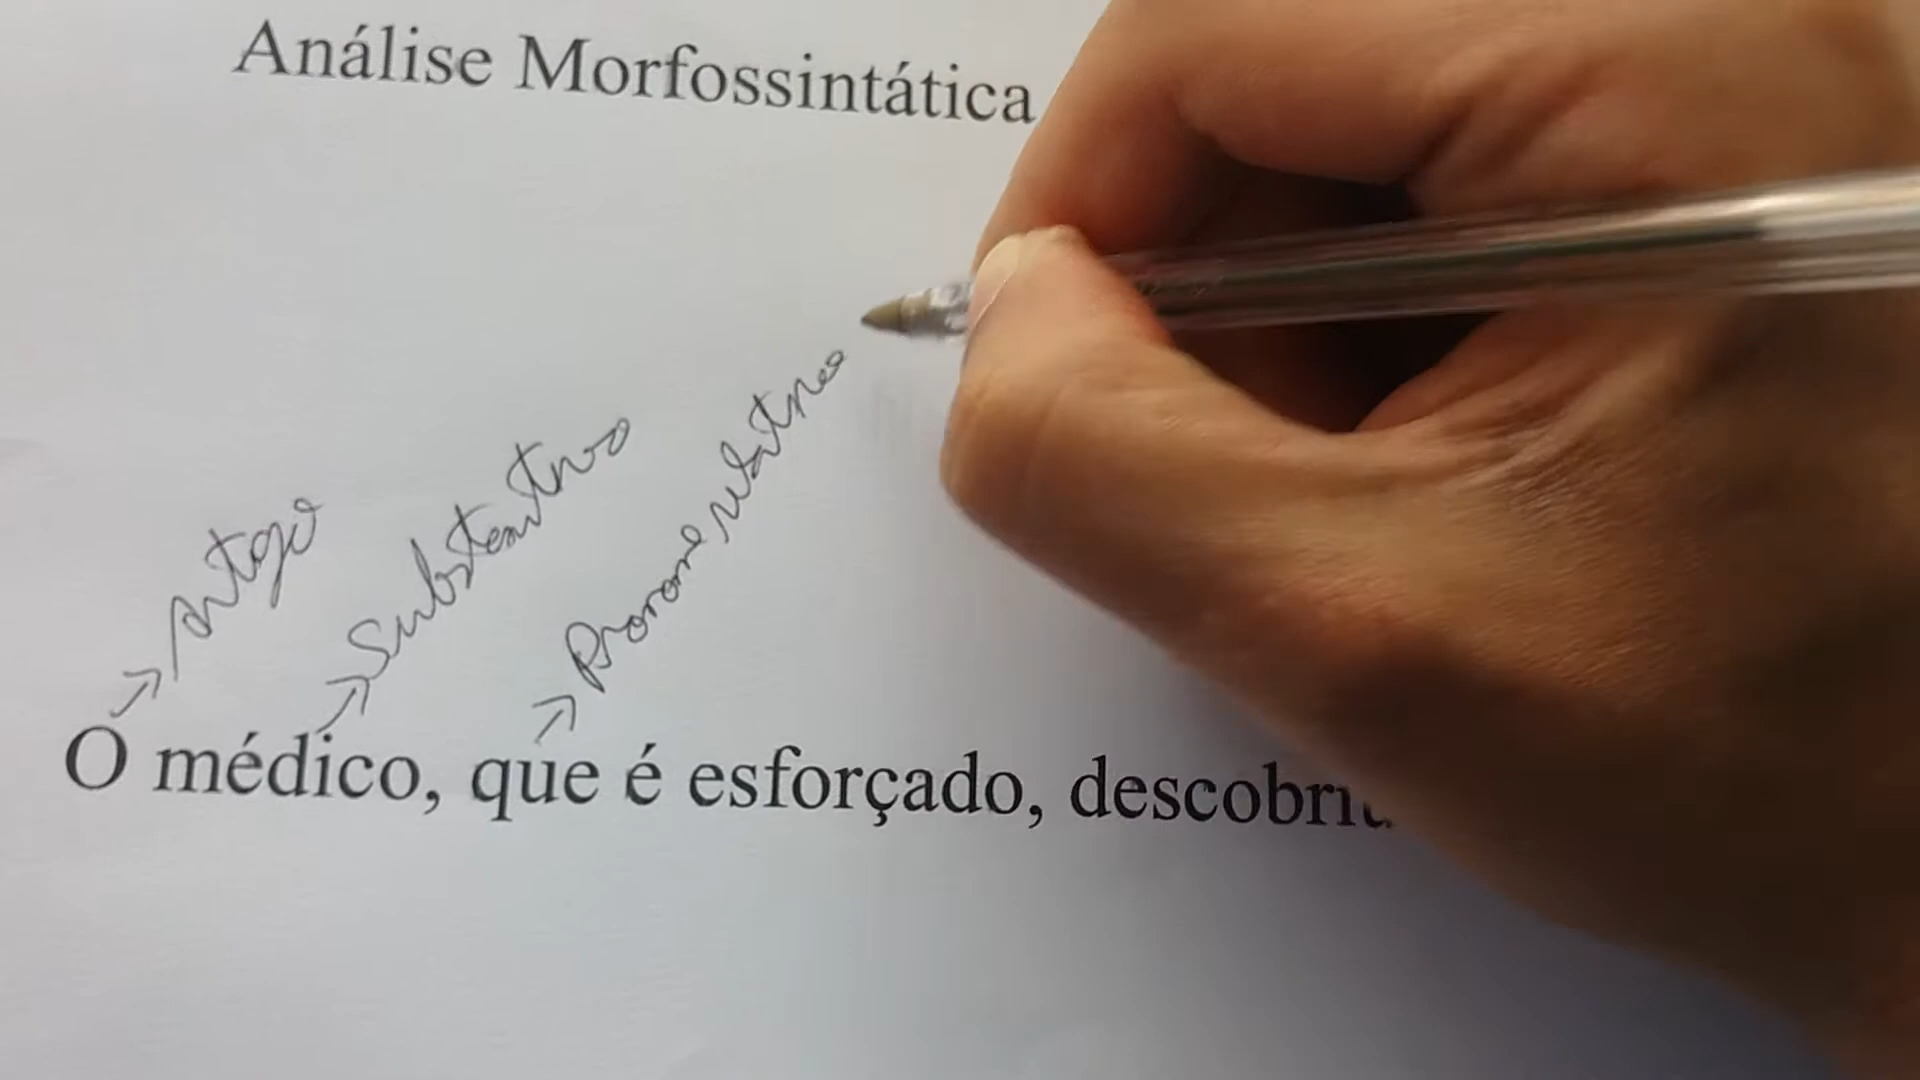 Análise Morfossintática
Artigo
Substantivo
Pronome relativo
O médico, que é esforçado, descobriu